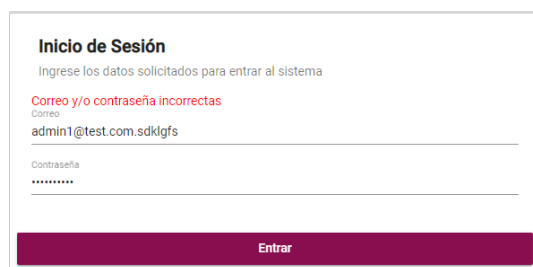 Inicio de Sesión
Ingrese los datos solicitados para entrar al sistema
Correo y/o contraseña incorrectas
Correo
admin1@test.com.sdklgfs
Contraseña
••••••••••
Entrar